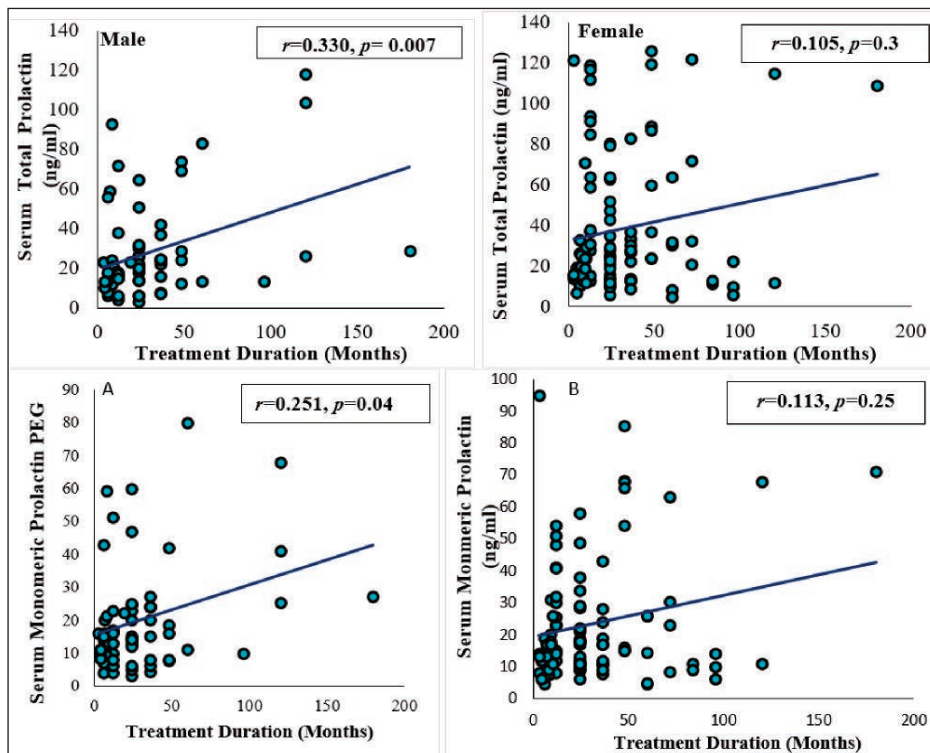 Male
r=0.330, p= 0.007
Serum Total Prolactin
(ng/ml)
140
120
100
80
60
40
20
0
0 50 100 150 200
Treatment Duration (Months)
Female
r=0.105, p=0.3
Serum Total Prolactin (ng/ml)
140
120
100
80
60
40
20
0
0 50 100 150 200
Treatment Duration (Months)
A
r=0.251, p=0.04
Serum Monomeric Prolactin PEG
90
80
70
60
50
40
30
20
10
0
0 50 100 150 200
Treatment Duration (Months)
B
r=0.113, p=0.25
Serum Monmeric Prolactin
(ng/ml)
100
90
80
70
60
50
40
30
20
10
0
0 50 100 150 200
Treatment Duration (Months)